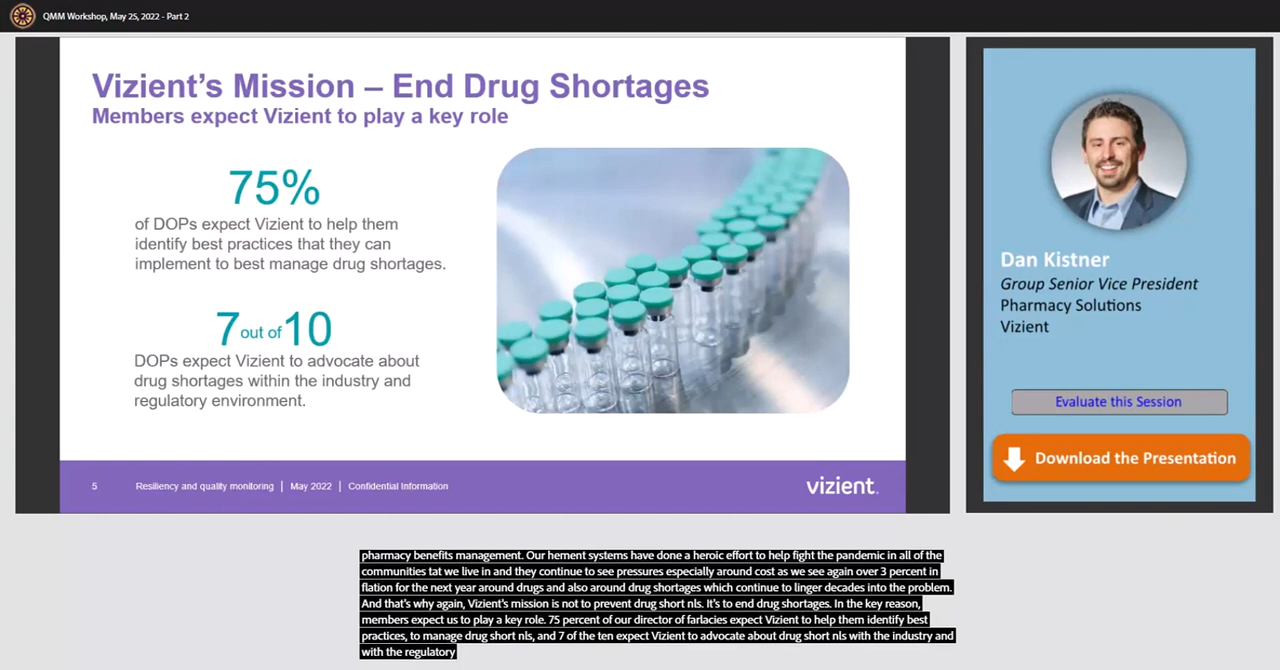 QMM Workshop, May 25, 2022 - Part 2
Vizient's Mission – End Drug Shortages
Members expect Vizient to play a key role
75%
of DOPs expect Vizient to help them
identify best practices that they can
implement to best manage drug shortages.
7 out of 10
DOPs expect Vizient to advocate about
drug shortages within the industry and
regulatory environment.
5 Resiliency and quality monitoring | May 2022 | Confidential Information
vizient.
Dan Kistner
Group Senior Vice President
Pharmacy Solutions
Vizient
Evaluate this Session
Download the Presentation
pharmacy benefits management. Our hement systems have done a heroic effort to help fight the pandemic in all of the
communities tat we live in and they continue to see pressures especially around cost as we see again over 3 percent in
flation for the next year around drugs and also around drug shortages which continue to linger decades into the problem.
And that's why again, Vizient's mission is not to prevent drug short nls. It's to end drug shortages. In the key reason,
members expect us to play a key role. 75 percent of our director of farlacies expect Vizient to help them identify best
practices, to manage drug short nls, and 7 of the ten expect Vizient to advocate about drug short nls with the industry and
with the regulatory